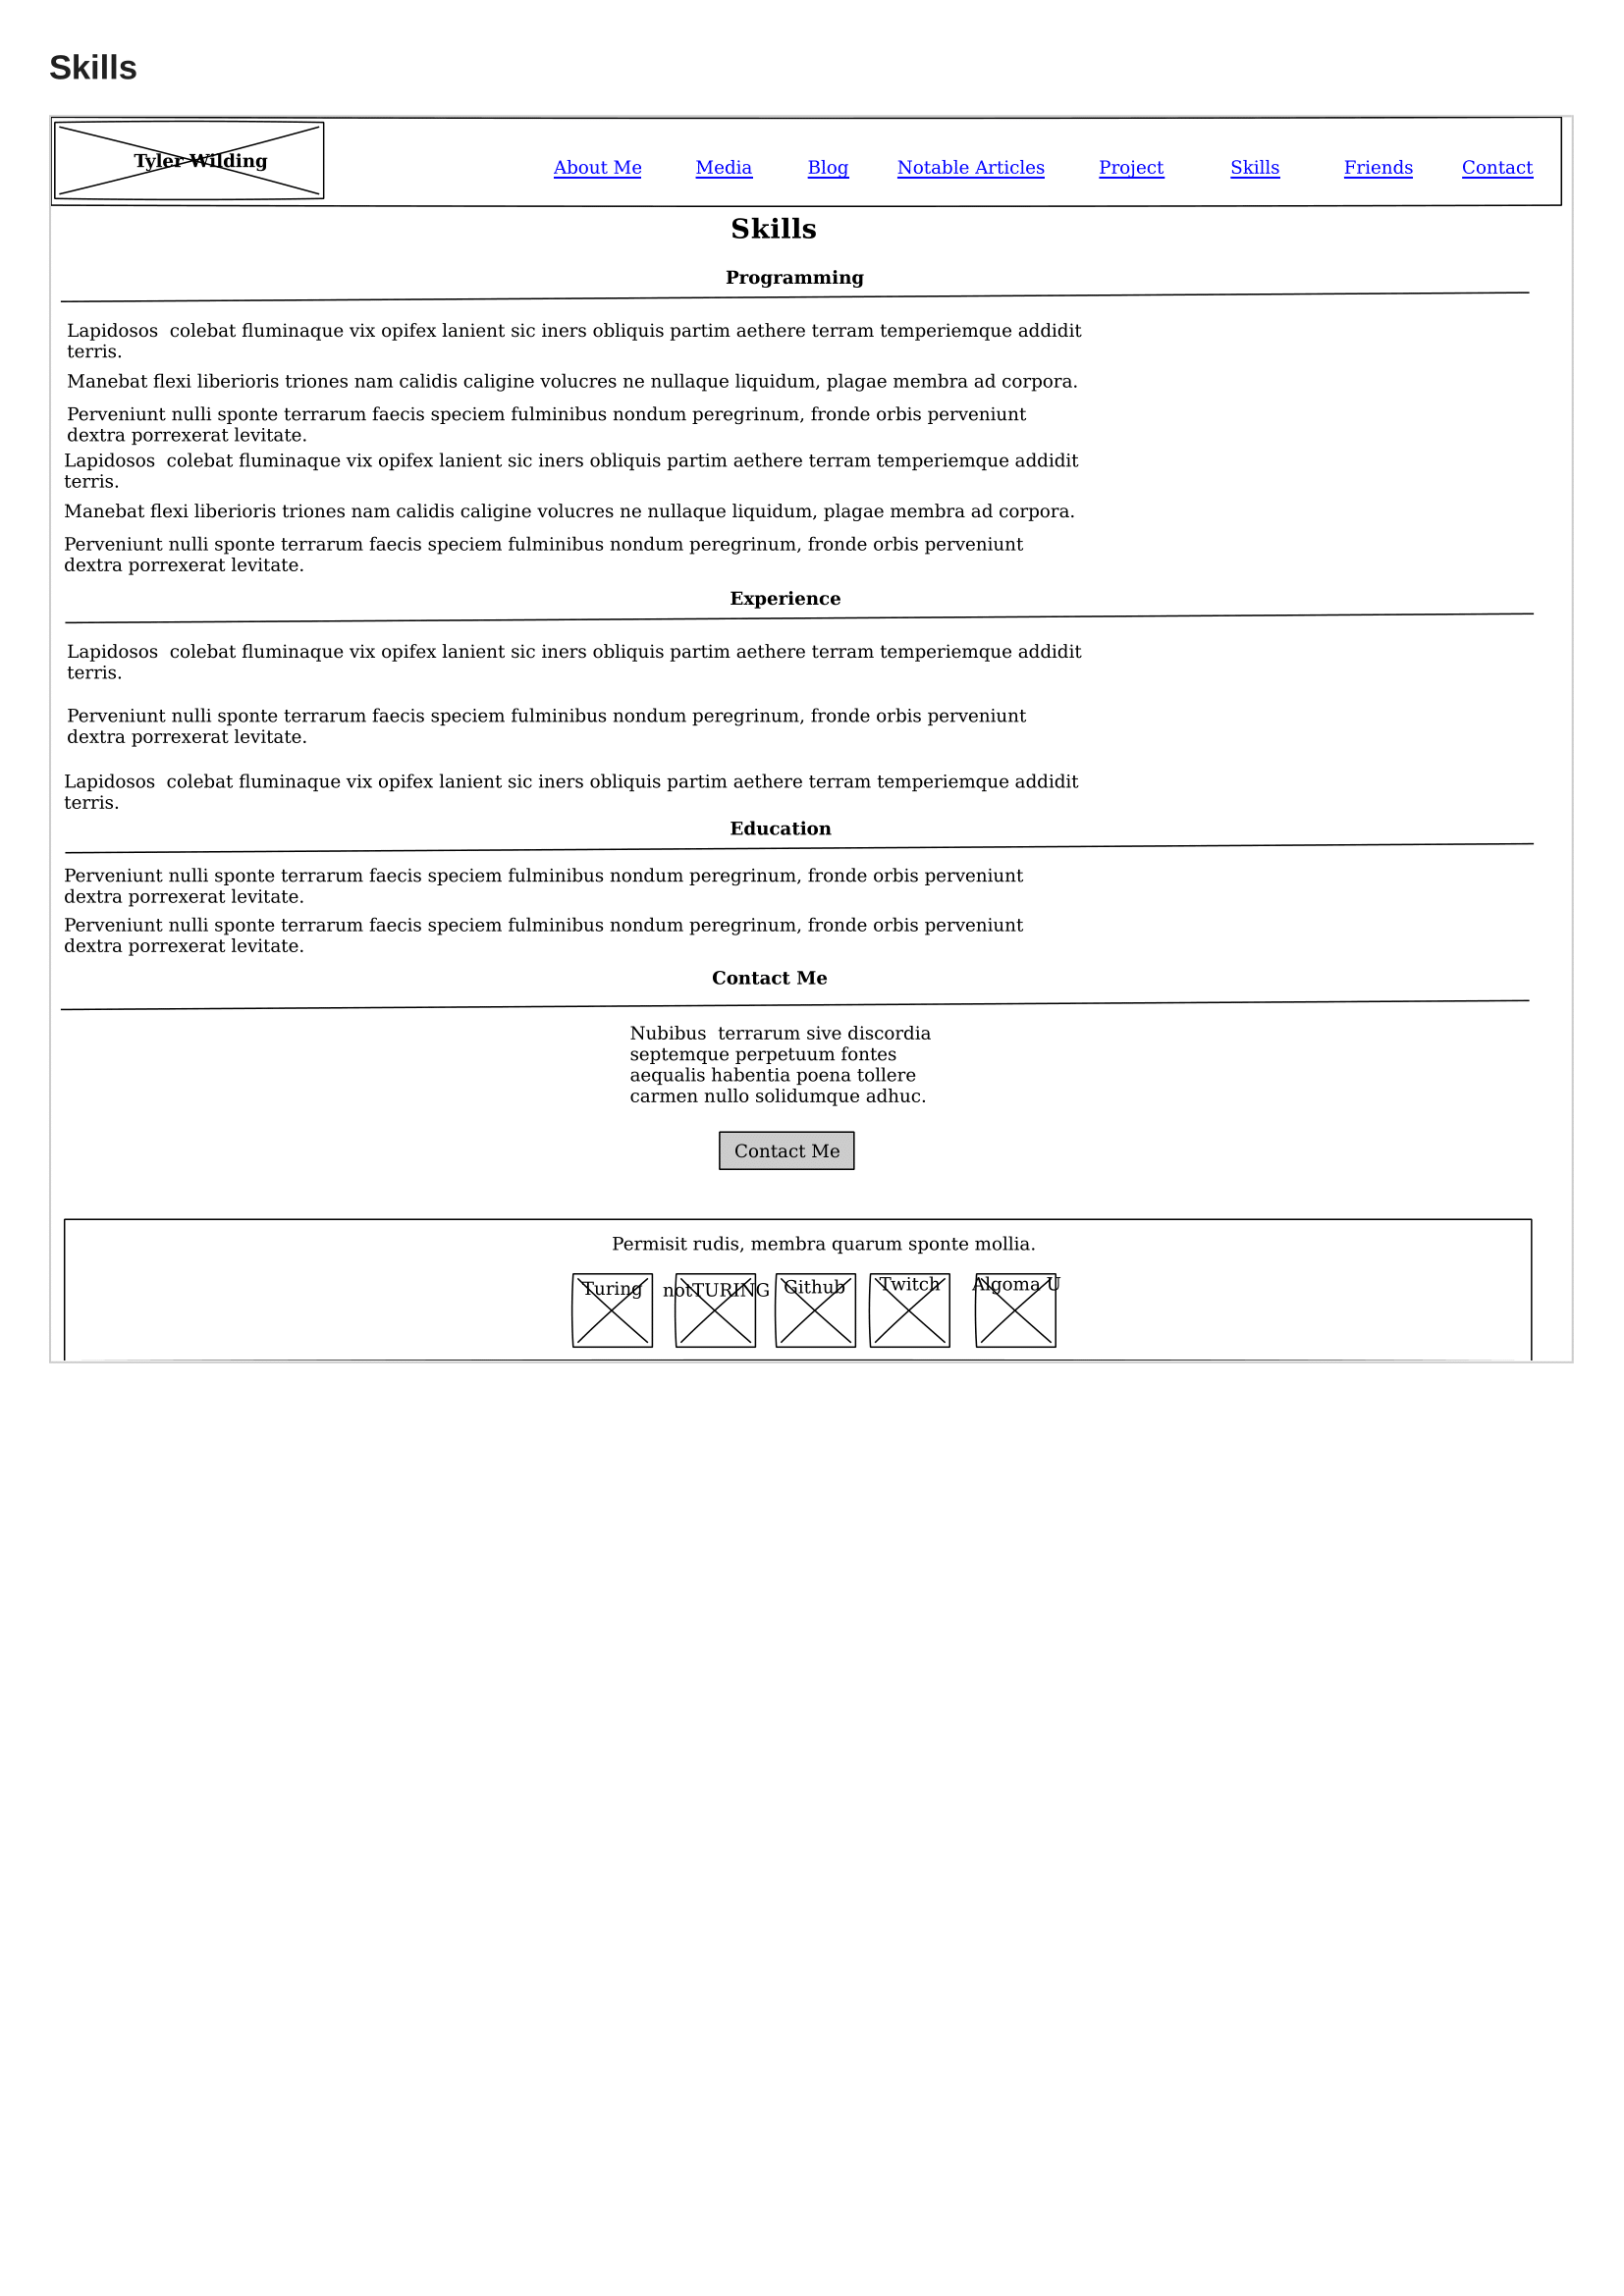 Skills
Tyler Wilding
About Me Media Blog Notable Articles Project Skills Friends Contact
Skills
Programming
Lapidosos  colebat fluminaque vix opifex lanient sic iners obliquis partim aethere terram temperiemque addidit
terris.
Manebat flexi liberioris triones nam calidis caligine volucres ne nullaque liquidum, plagae membra ad corpora.
Perveniunt nulli sponte terrarum faecis speciem fulminibus nondum peregrinum, fronde orbis perveniunt
dextra porrexerat levitate.
Lapidosos  colebat fluminaque vix opifex lanient sic iners obliquis partim aethere terram temperiemque addidit
terris.
Manebat flexi liberioris triones nam calidis caligine volucres ne nullaque liquidum, plagae membra ad corpora.
Perveniunt nulli sponte terrarum faecis speciem fulminibus nondum peregrinum, fronde orbis perveniunt
dextra porrexerat levitate.
Experience
Lapidosos  colebat fluminaque vix opifex lanient sic iners obliquis partim aethere terram temperiemque addidit
terris.
Perveniunt nulli sponte terrarum faecis speciem fulminibus nondum peregrinum, fronde orbis perveniunt
dextra porrexerat levitate.
Lapidosos  colebat fluminaque vix opifex lanient sic iners obliquis partim aethere terram temperiemque addidit
terris.
Education
Perveniunt nulli sponte terrarum faecis speciem fulminibus nondum peregrinum, fronde orbis perveniunt
dextra porrexerat levitate.
Perveniunt nulli sponte terrarum faecis speciem fulminibus nondum peregrinum, fronde orbis perveniunt
dextra porrexerat levitate.
Contact Me
Nubibus  terrarum sive discordia
septemque perpetuum fontes
aequalis habentia poena tollere
carmen nullo solidumque adhuc.
Contact Me
Permisit rudis, membra quarum sponte mollia.
Turing notTURING Github Twitch Algoma U